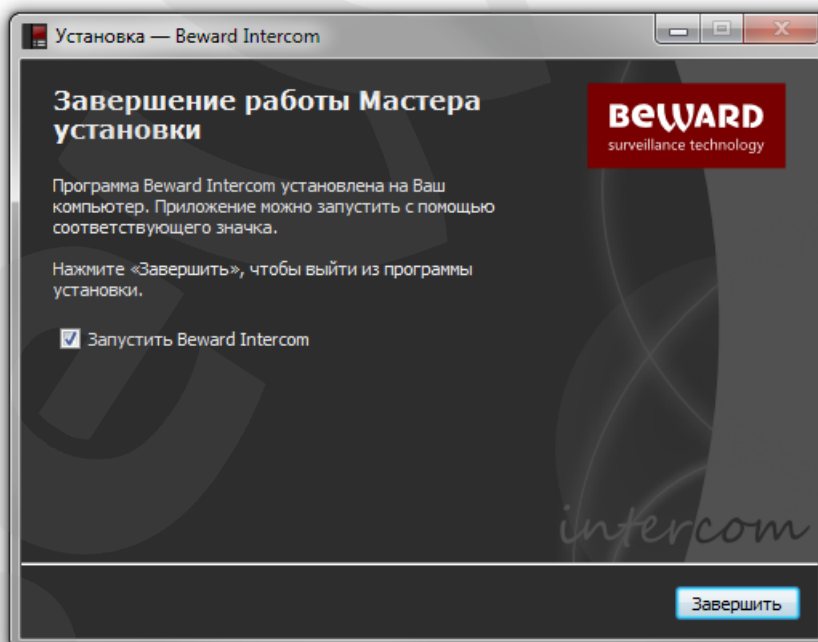 Установка — Beward Intercom
Завершение работы Мастера
установки
BEWARD
surveillance technology
Программа Beward Intercom установлена на Ваш
компьютер. Приложение можно запустить с помощью
соответствующего значка.
Нажмите «Завершить», чтобы выйти из программы
установки.
Запустить Beward Intercom
intercom
Завершить